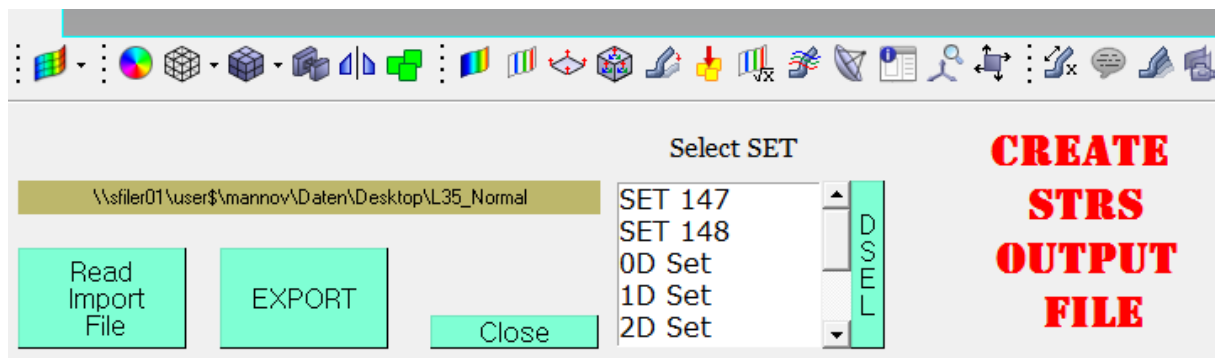 Select SET
\\sfiler01\user$\mannov\Daten\Desktop\L35_Normal
Read
Import
File
EXPORT
Close
SET 147
SET 148
0D Set
1D Set
2D Set
D
S
E
L
CREATE
STRS
OUTPUT
FILE